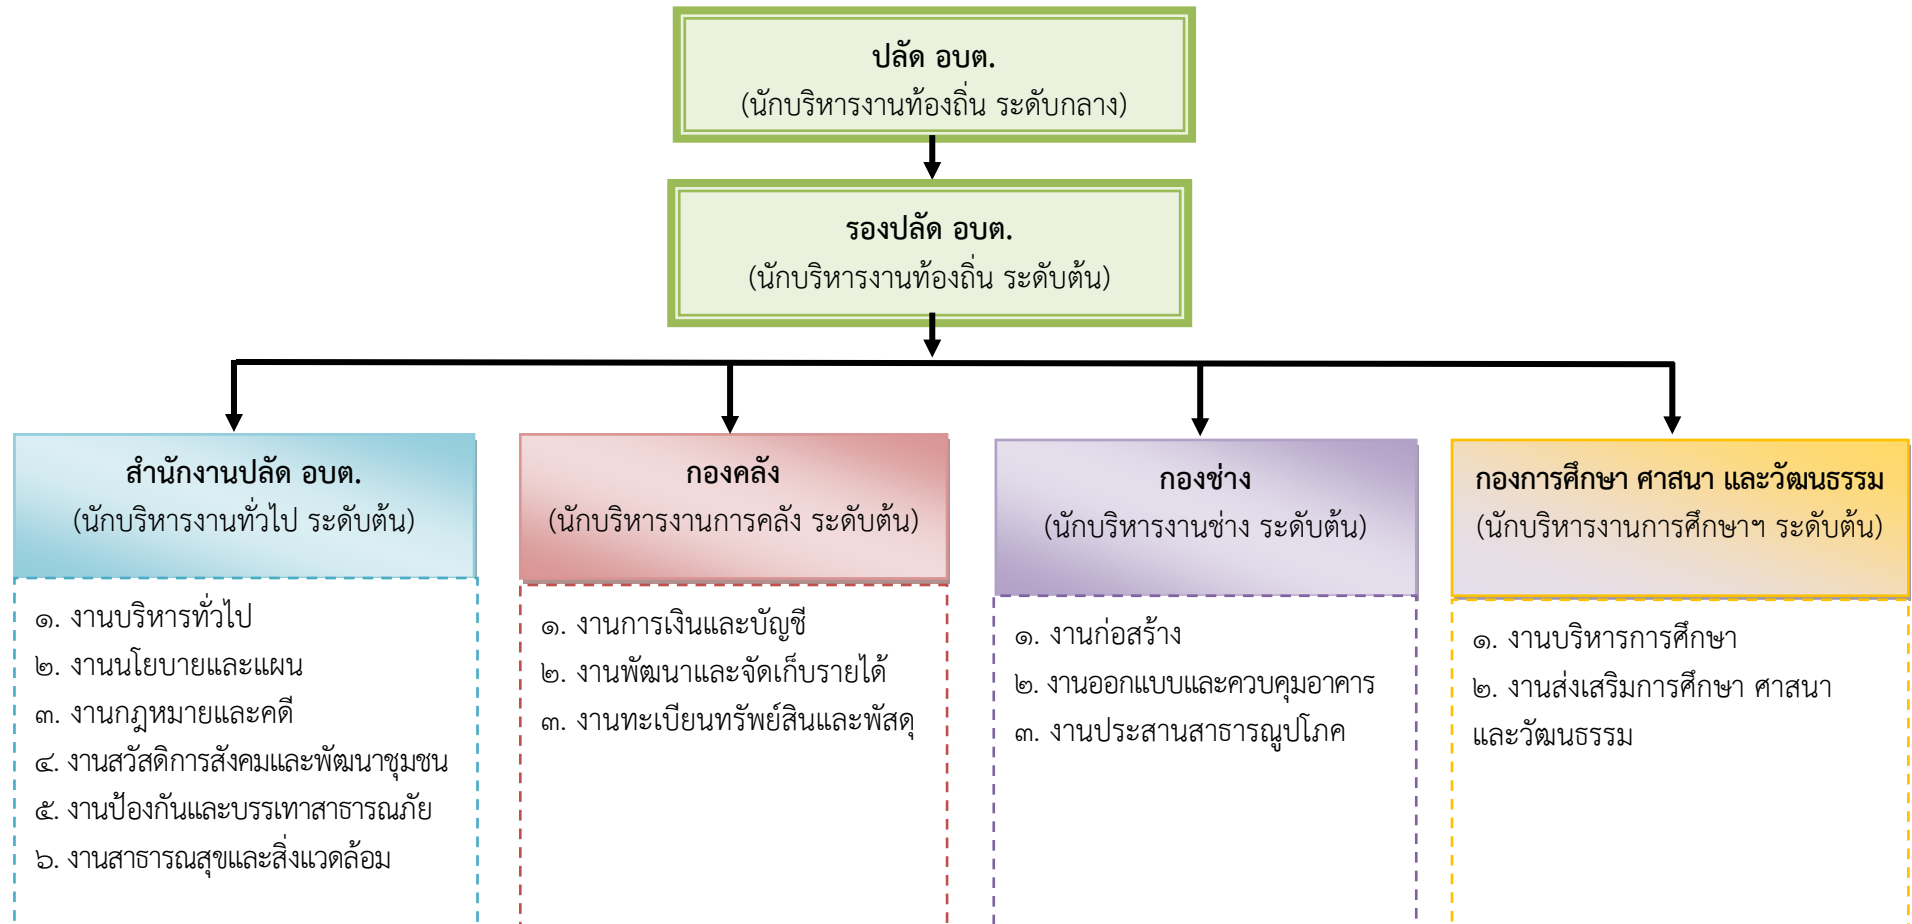 ปลัด อบต.
(นักบริหารงานท้องถิ่น ระดับกลาง)
รองปลัด อบต.
(นักบริหารงานท้องถิ่น ระดับต้น)
สำนักงานปลัด อบต.
(นักบริหารงานทั่วไป ระดับต้น)
๑. งานบริหารทั่วไป
๒. งานนโยบายและแผน
๓. งานกฎหมายและคดี
๔. งานสวัสดิการสังคมและพัฒนาชุมชน
๕. งานป้องกันและบรรเทาสาธารณภัย
๖. งานสาธารณสุขและสิ่งแวดล้อม
กองคลัง
(นักบริหารงานการคลัง ระดับต้น)
๑. งานการเงินและบัญชี
๒. งานพัฒนาและจัดเก็บรายได้
๓. งานทะเบียนทรัพย์สินและพัสดุ
กองช่าง
(นักบริหารงานช่าง ระดับต้น)
๑. งานก่อสร้าง
๒. งานออกแบบและควบคุมอาคาร
๓. งานประสานสาธารณูปโภค
กองการศึกษา ศาสนา และวัฒนธรรม
(นักบริหารงานการศึกษาฯ ระดับต้น)
๑. งานบริหารการศึกษา
๒. งานส่งเสริมการศึกษา ศาสนา
และวัฒนธรรม